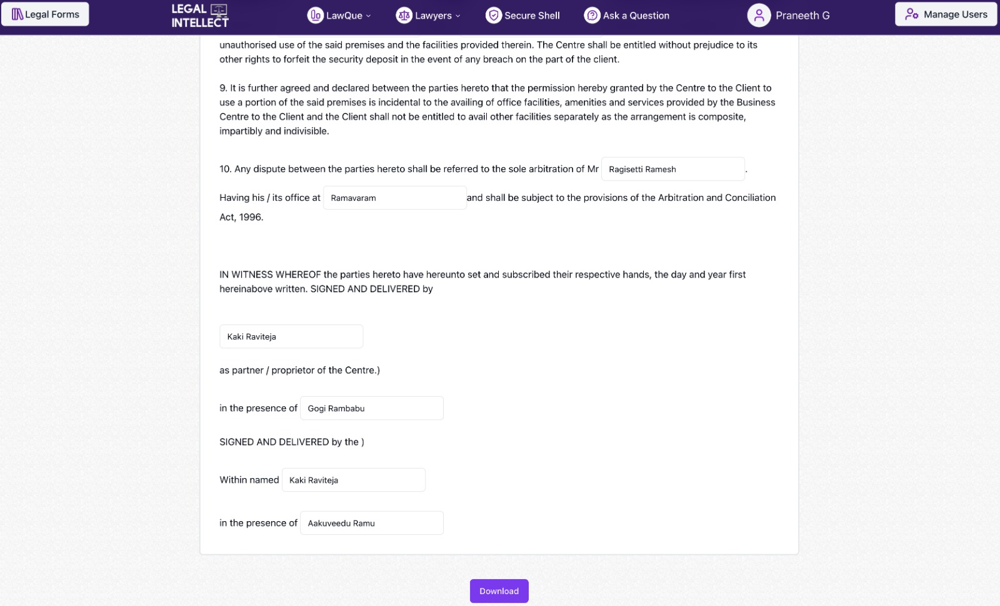 Legal Forms
LEGAL
INTELLECT
LawQue
Lawyers
Secure Shell
Ask a Question
Praneeth G
Manage Users
unauthorised use of the said premises and the facilities provided therein. The Centre shall be entitled without prejudice to its
other rights to forfeit the security deposit in the event of any breach on the part of the client.
9. It is further agreed and declared between the parties hereto that the permission hereby granted by the Centre to the Client to
use a portion of the said premises is incidental to the availing of office facilities, amenities and services provided by the Business
Centre to the Client and the Client shall not be entitled to avail other facilities separately as the arrangement is composite,
impartibly and indivisible.
10. Any dispute between the parties hereto shall be referred to the sole arbitration of Mr Ragisetti Ramesh .
Having his / its office at Ramavaram and shall be subject to the provisions of the Arbitration and Conciliation
Act, 1996.
IN WITNESS WHEREOF the parties hereto have hereunto set and subscribed their respective hands, the day and year first
hereinabove written. SIGNED AND DELIVERED by
Kaki Raviteja
as partner / proprietor of the Centre.)
in the presence of Gogi Rambabu
SIGNED AND DELIVERED by the )
Within named Kaki Raviteja
in the presence of Aakuveedu Ramu
Download